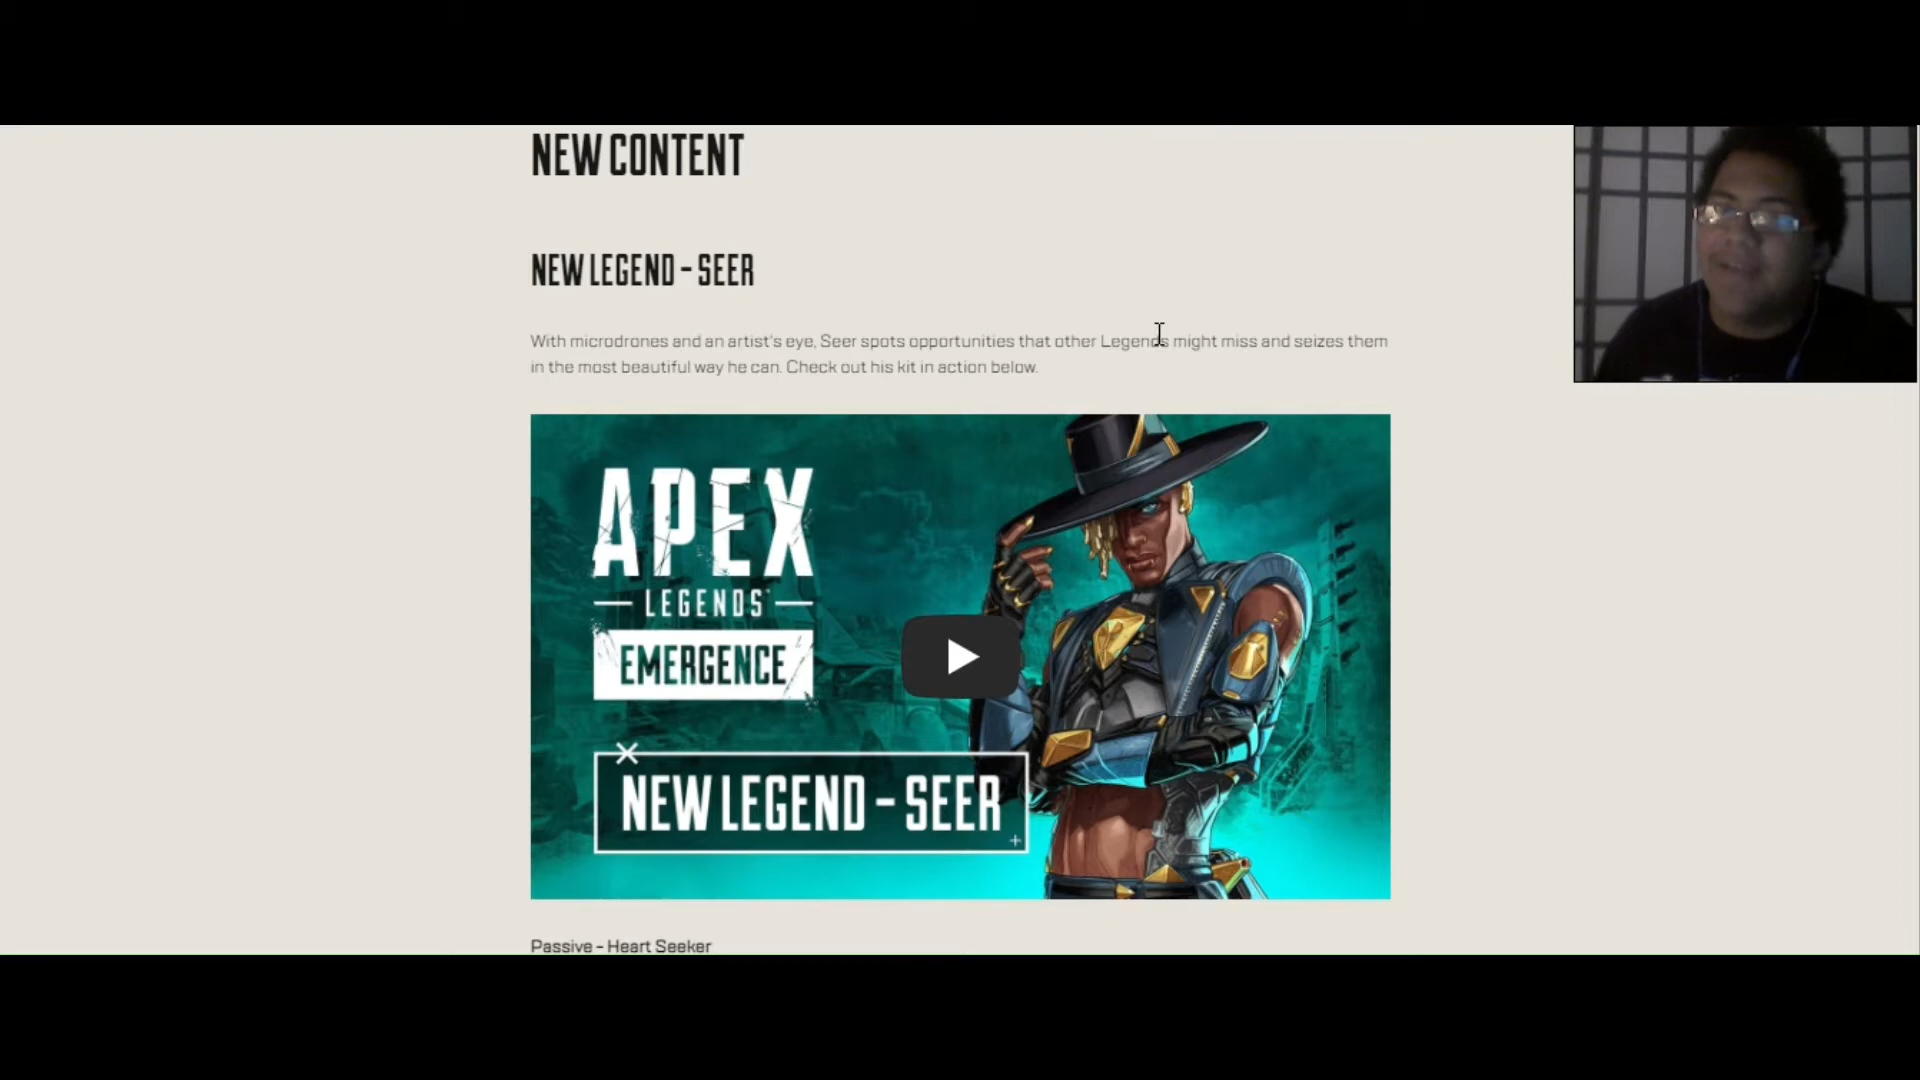 NEW CONTENT
NEW LEGEND - SEER
With microdrones and an artist's eye, Seer spots opportunities that other Legends might miss and seizes them
in the most beautiful way he can. Check out his kit in action below.
APEX
LEGENDS
EMERGENCE
NEW LEGEND - SEER
Passive - Heart Seeker